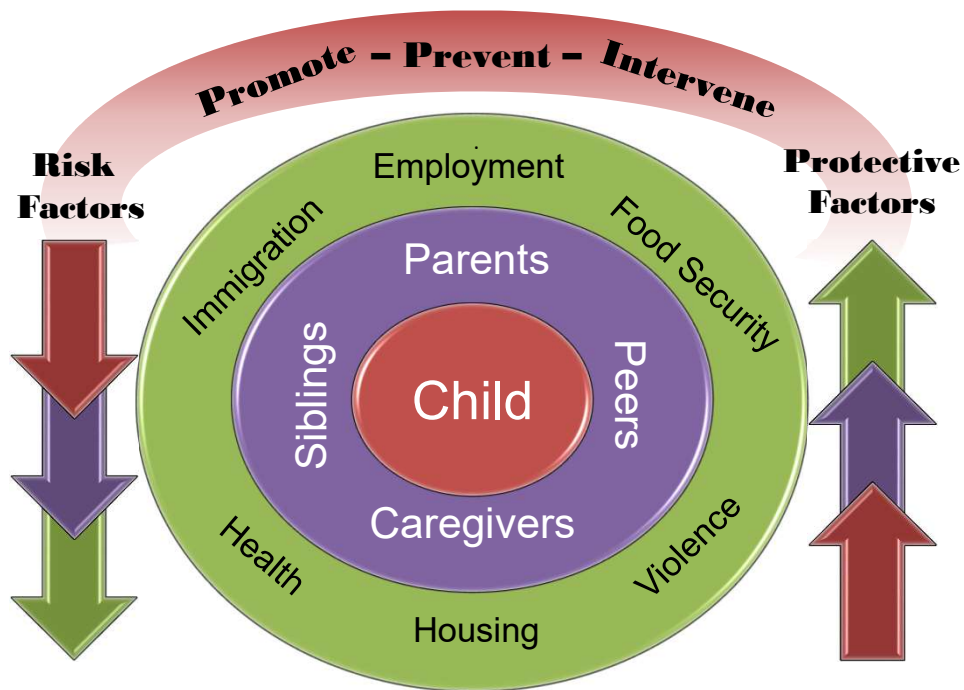 Promote – Prevent – Intervene
Risk
Factors
Protective
Factors
Employment
Immigration
Food Security
Parents
Siblings
Child
Peers
Caregivers
Health
Violence
Housing